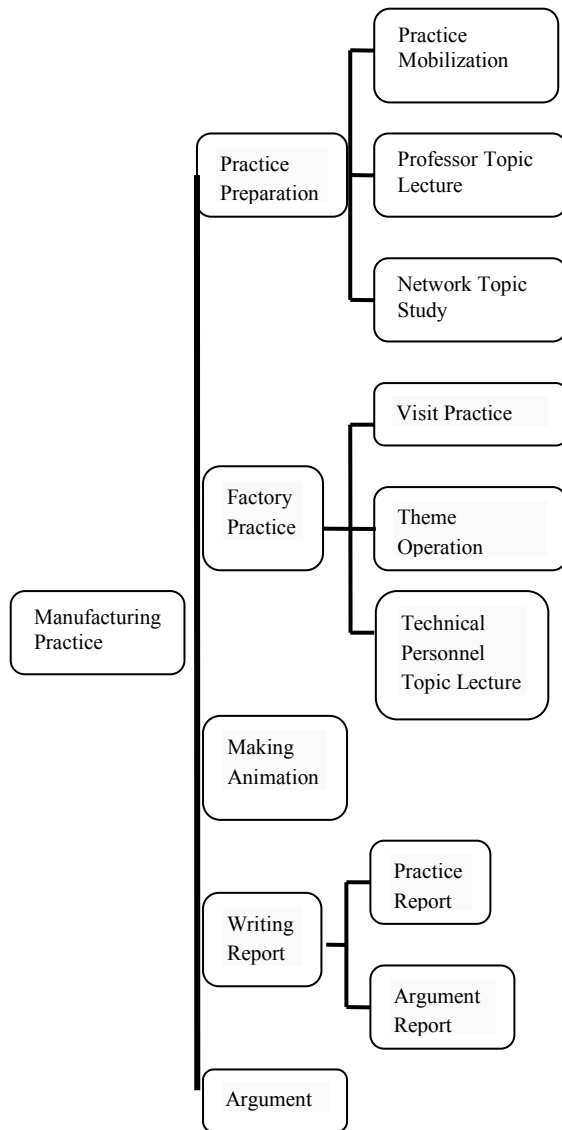 Practice
Mobilization
Practice
Preparation
Professor Topic
Lecture
Network Topic
Study
Visit Practice
Factory
Practice
Theme
Operation
Manufacturing
Practice
Technical
Personnel
Topic Lecture
Making
Animation
Practice
Report
Writing
Report
Argument
Report
Argument